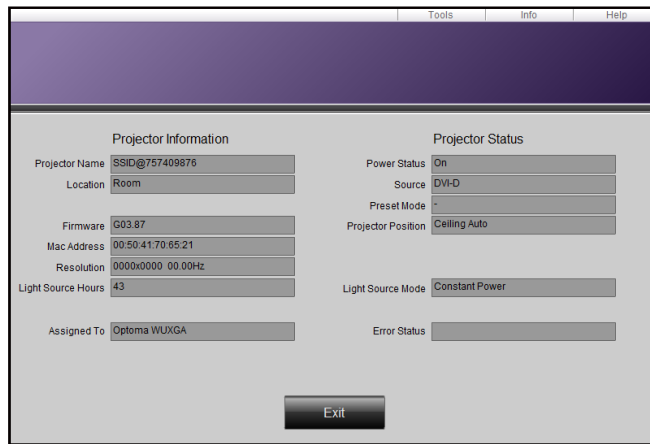 Tools Info Help
Projector Information
Projector Name SSID@757409876
Location Room
Firmware G03.87
Mac Address 00:50:41:70:65:21
Resolution 0000x0000 00.00Hz
Light Source Hours 43
Assigned To Optoma WUXGA
Projector Status
Power Status On
Source DVI-D
Preset Mode -
Projector Position Ceiling Auto
Light Source Mode Constant Power
Error Status
Exit